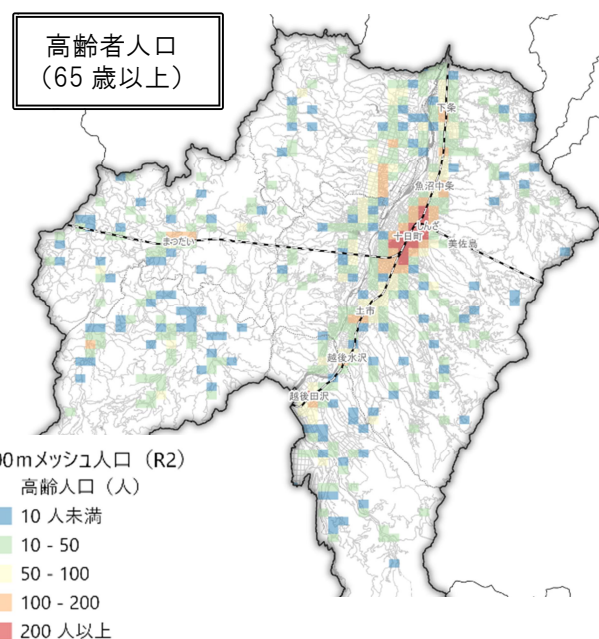 高齢者人口
（65 歳以上）
下条
魚沼中条
しんざ
十日町
美佐島
まつだい
土市
越後水沢
越後田沢
00ｍメッシュ人口（R2）
高齢人口（人）
10 人未満
10 - 50
50 - 100
100 - 200
200 人以上